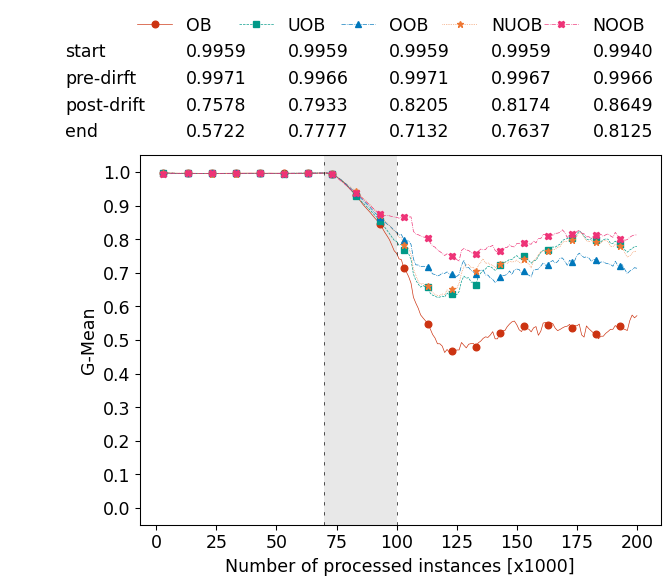 OB UOB OOB NUOB NOOB
start 0.9959 0.9959 0.9959 0.9959 0.9940
pre-dirft 0.9971 0.9966 0.9971 0.9967 0.9966
post-drift 0.7578 0.7933 0.8205 0.8174 0.8649
end 0.5722 0.7777 0.7132 0.7637 0.8125
1.0
0.9
0.8
0.7
0.6
0.5
0.4
0.3
0.2
0.1
0.0
G-Mean
0 25 50 75 100 125 150 175 200
Number of processed instances [x1000]